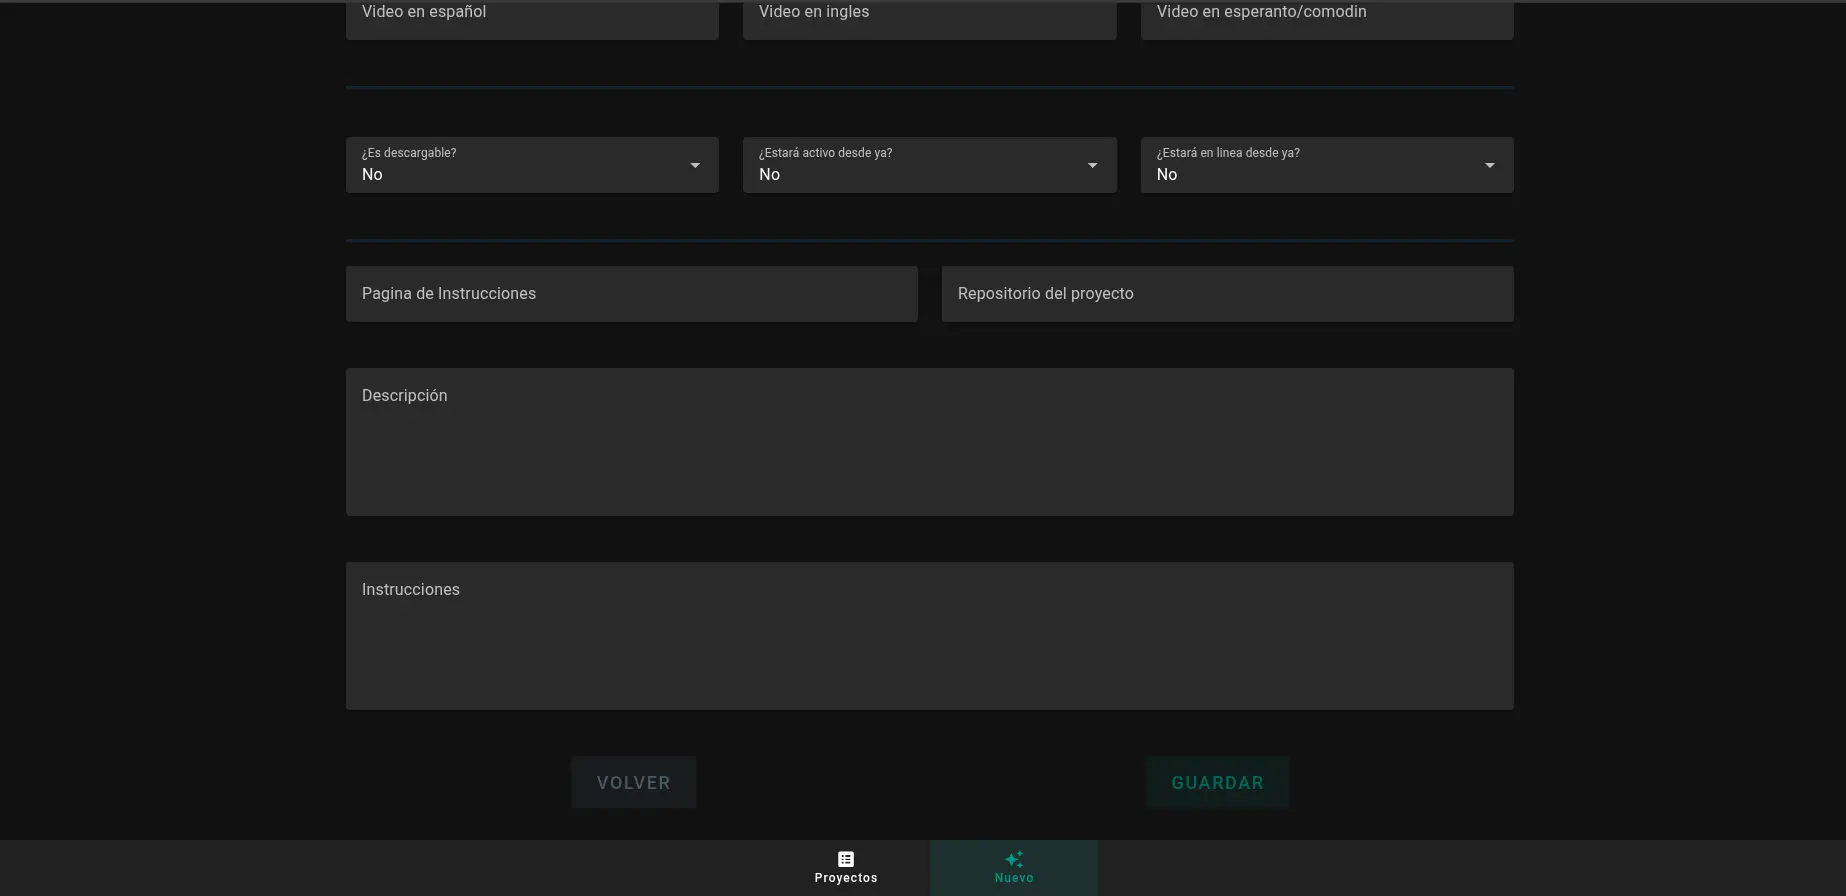 Video en español
Video en ingles
Video en esperanto/comodin
¿Es descargable?
No
¿Estará activo desde ya?
No
¿Estará en linea desde ya?
No
Pagina de Instrucciones
Repositorio del proyecto
Descripción
Instrucciones
VOLVER
GUARDAR
Proyectos
Nuevo